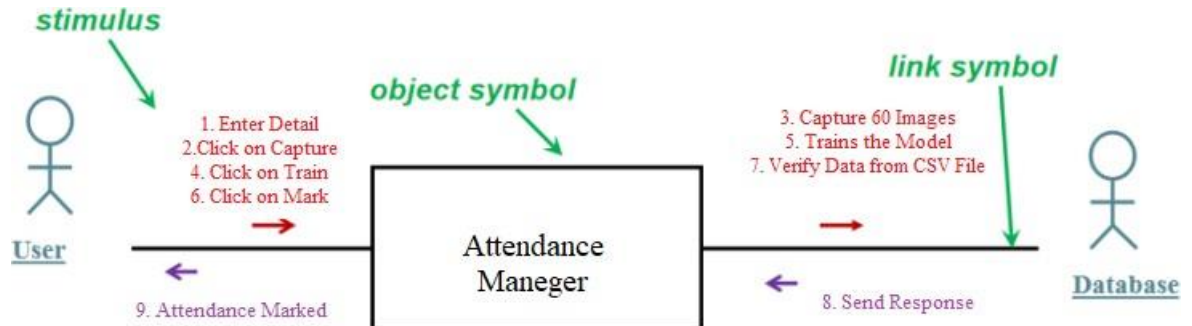 stimulus
object symbol
link symbol
1. Enter Detail
2.Click on Capture
4. Click on Train
6. Click on Mark
3. Capture 60 Images
5. Trains the Model
7. Verify Data from CSV File
User
Attendance
Maneger
Database
9. Attendance Marked
8. Send Response